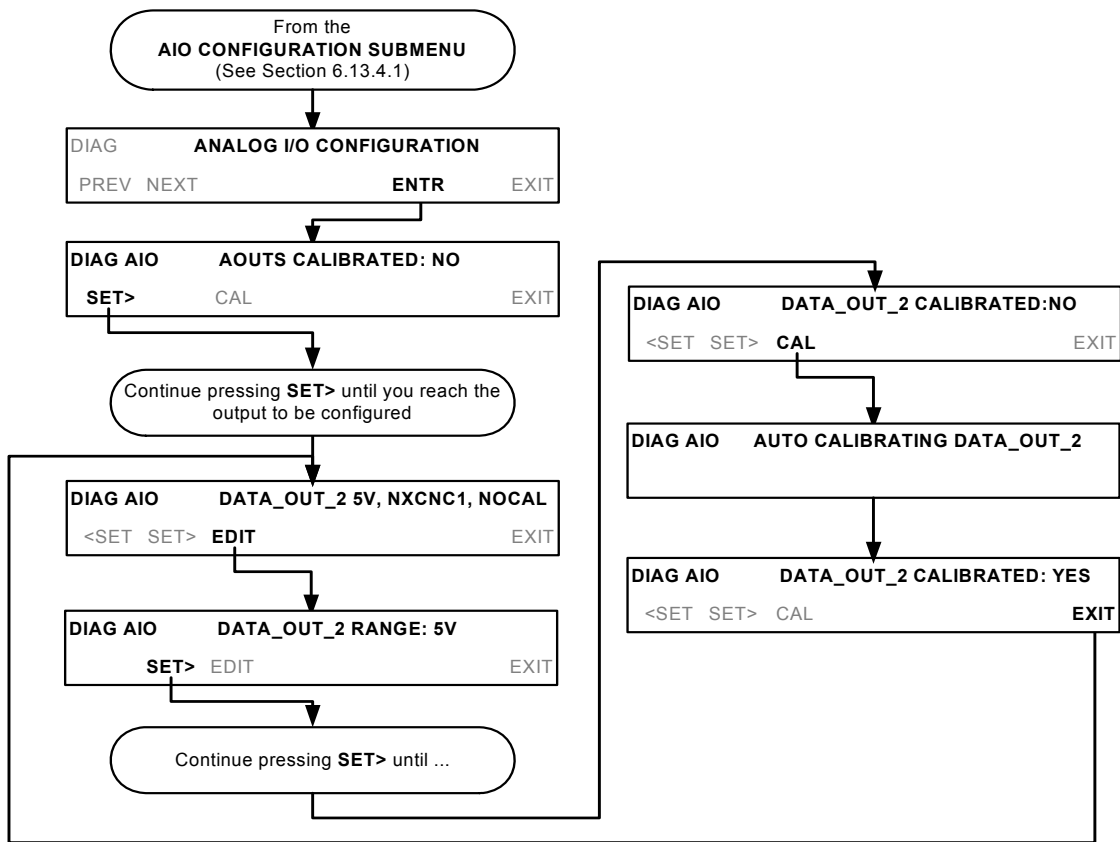 From the
AIO CONFIGURATION SUBMENU
(See Section 6.13.4.1)
DIAG ANALOG I/O CONFIGURATION
PREV NEXT ENTR EXIT
DIAG AIO AOUTS CALIBRATED: NO
SET> CAL EXIT
Continue pressing SET> until you reach the
output to be configured
DIAG AIO DATA_OUT_2 5V, NXCNC1, NOCAL
<SET SET> EDIT EXIT
DIAG AIO DATA_OUT_2 RANGE: 5V
SET> EDIT EXIT
Continue pressing SET> until ...
DIAG AIO DATA_OUT_2 CALIBRATED:NO
<SET SET> CAL EXIT
DIAG AIO AUTO CALIBRATING DATA_OUT_2
DIAG AIO DATA_OUT_2 CALIBRATED: YES
<SET SET> CAL EXIT